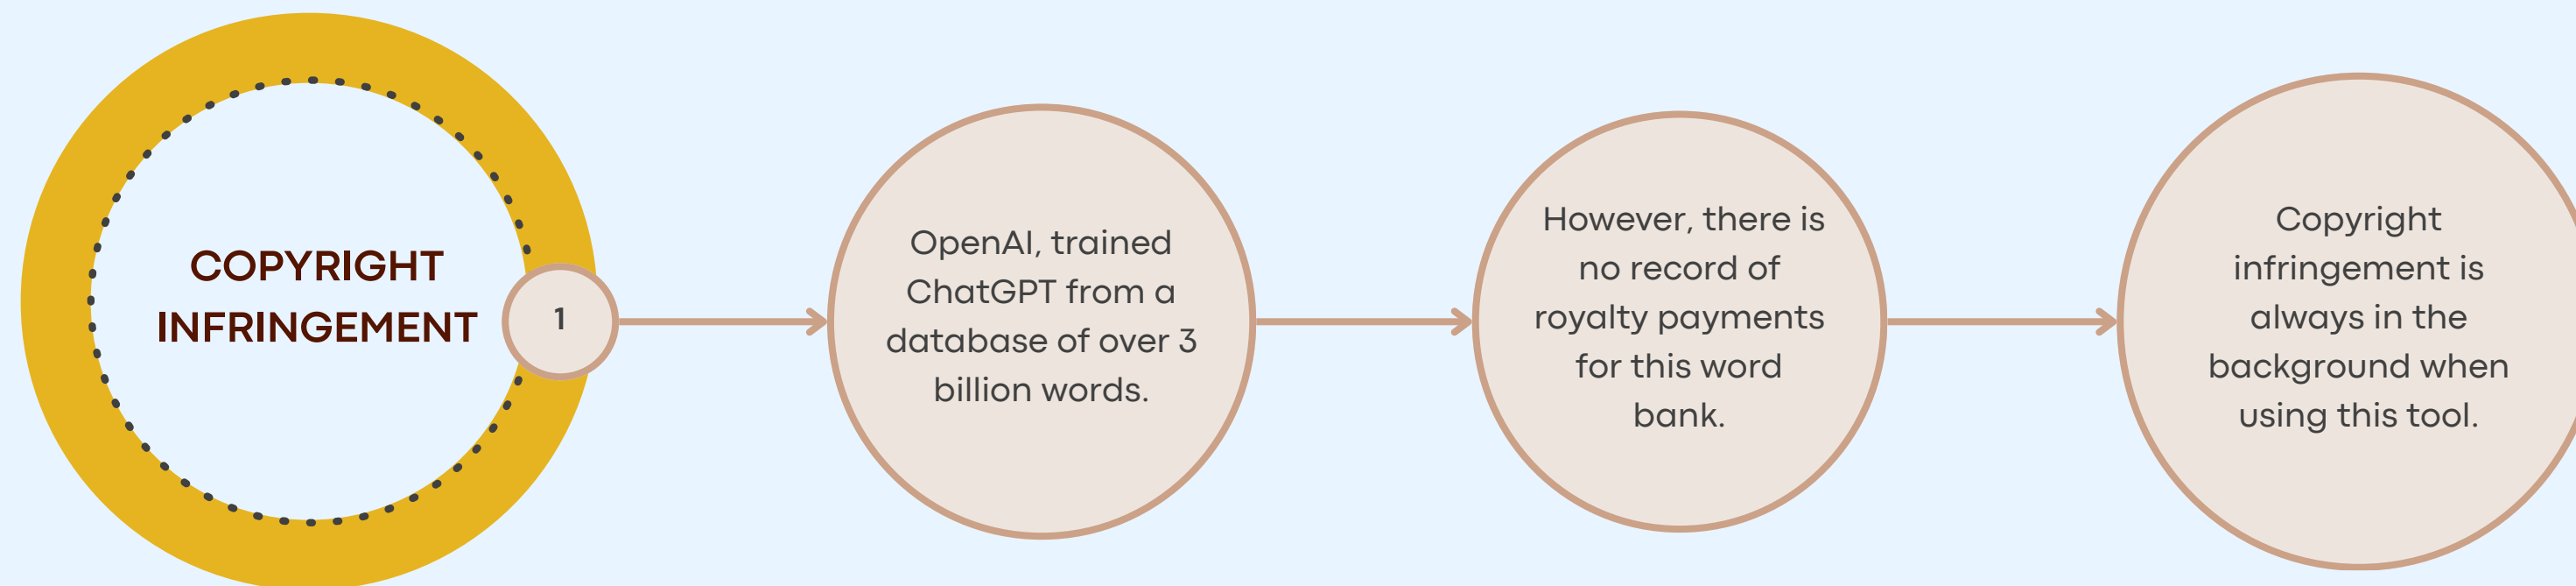 COPYRIGHT
INFRINGEMENT
1
OpenAI, trained
ChatGPT from a
database of over 3
billion words.
However, there is
no record of
royalty payments
for this word
bank.
Copyright
infringement is
always in the
background when
using this tool.